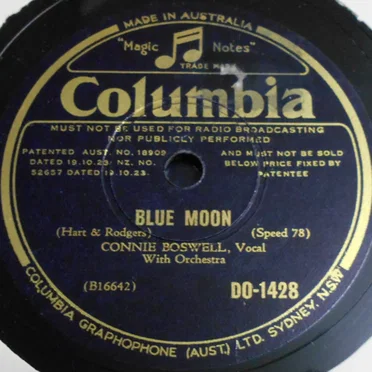 MADE IN AUSTRALIA
"Magic Notes"
TRADE MARK
Columbia
MUST NOT BE USED FOR RADIO BROADCASTING
NOR PUBLICLY PERFORMED
PATENTED AUST. NO. 18909 AND MUST NOT BE SOLD
DATED 19.10.23. NZ. NO. BELOW PRICE FIXED BY
52657 DATED 19.10.23. PATENTEE
BLUE MOON
(Hart & Rodgers) (Speed 78)
CONNIE BOSWELL, Vocal
With Orchestra
(B16642) DO-1428
COLUMBIA GRAPHOPHONE (AUST.) LTD. SYDNEY. N.S.W.